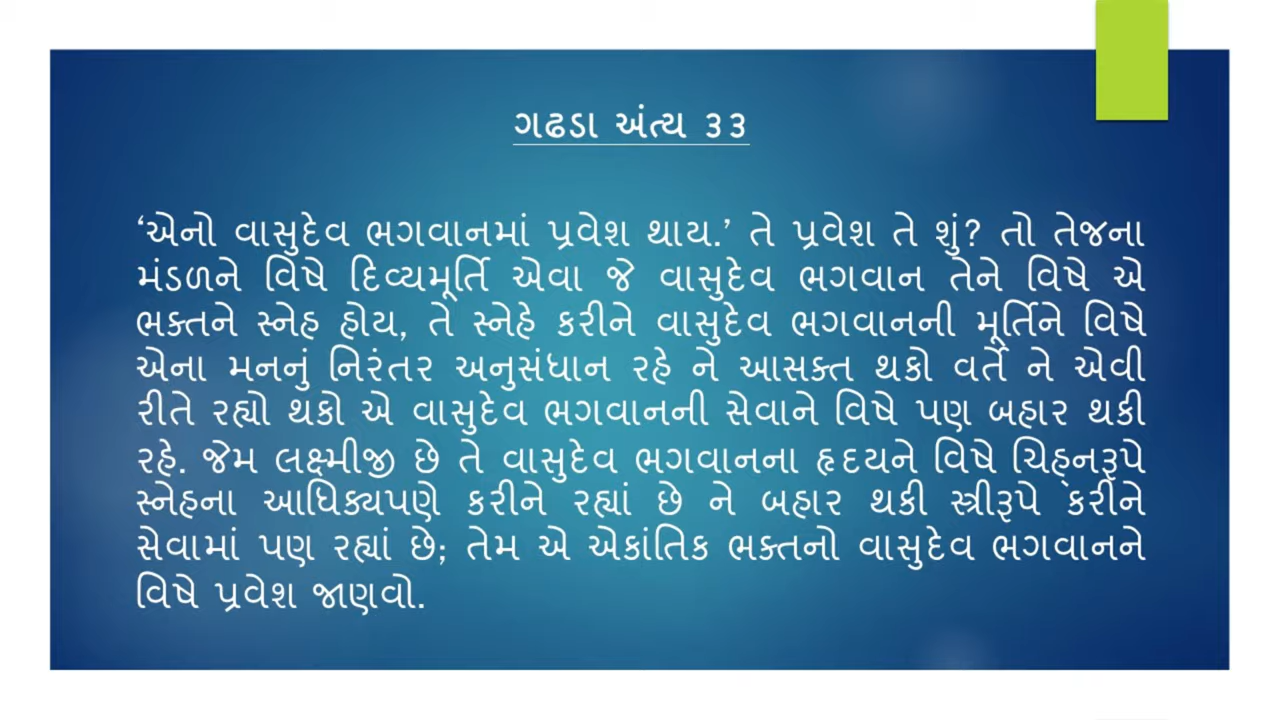 ગઢડા અંત્ય ૩૩
‘એનો વાસુદેવ ભગવાનમાં પ્રવેશ થાય.’ તે પ્રવેશ તે શું? તો તેજના
મંડળને વિષે દિવ્યમૂર્તિ એવા જે વાસુદેવ ભગવાન તેને વિષે એ
ભક્તને સ્નેહ હોય, તે સ્નેહે કરીને વાસુદેવ ભગવાનની મૂર્તિને વિષે
એના મનનું નિરંતર અનુસંધાન રહે ને આસક્ત થકો વર્તે ને એવી
રીતે રહ્યો થકો એ વાસુદેવ ભગવાનની સેવાને વિષે પણ બહાર થકી
રહે. જેમ લક્ષ્મીજી છે તે વાસુદેવ ભગવાનના હૃદયને વિષે ચિહ્નરૂપે
સ્નેહના આધિક્યપણે કરીને રહ્યાં છે ને બહાર થકી સ્ત્રીરૂપે કરીને
સેવામાં પણ રહ્યાં છે; તેમ એ એકાંતિક ભક્તનો વાસુદેવ ભગવાનને
વિષે પ્રવેશ જાણવો.